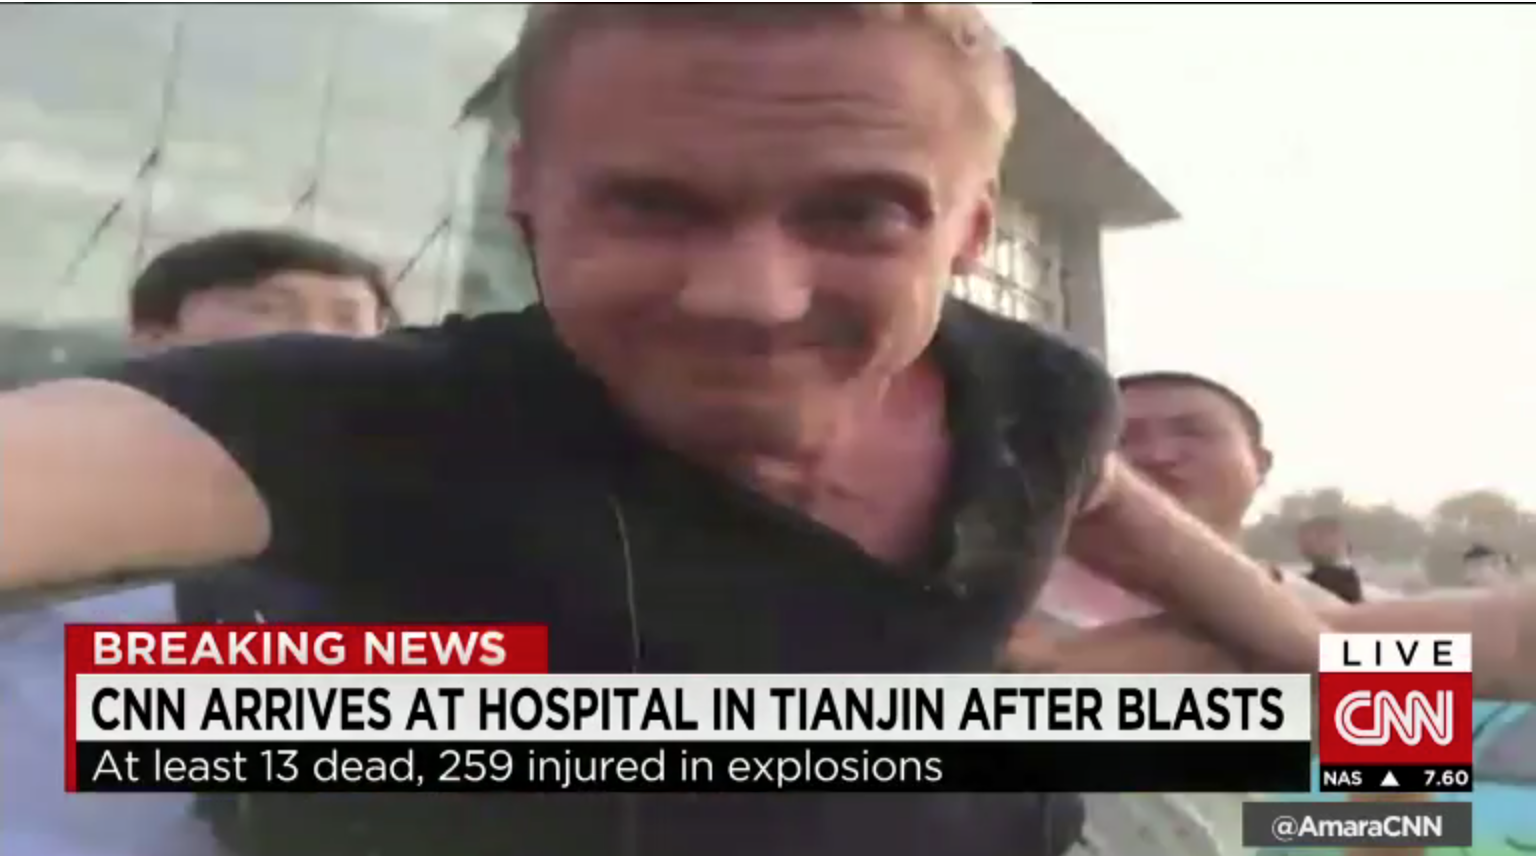 BREAKING NEWS
CNN ARRIVES AT HOSPITAL IN TIANJIN AFTER BLASTS
At least 13 dead, 259 injured in explosions
LIVE
CNN
NAS ▲ 7.60
@AmaraCNN